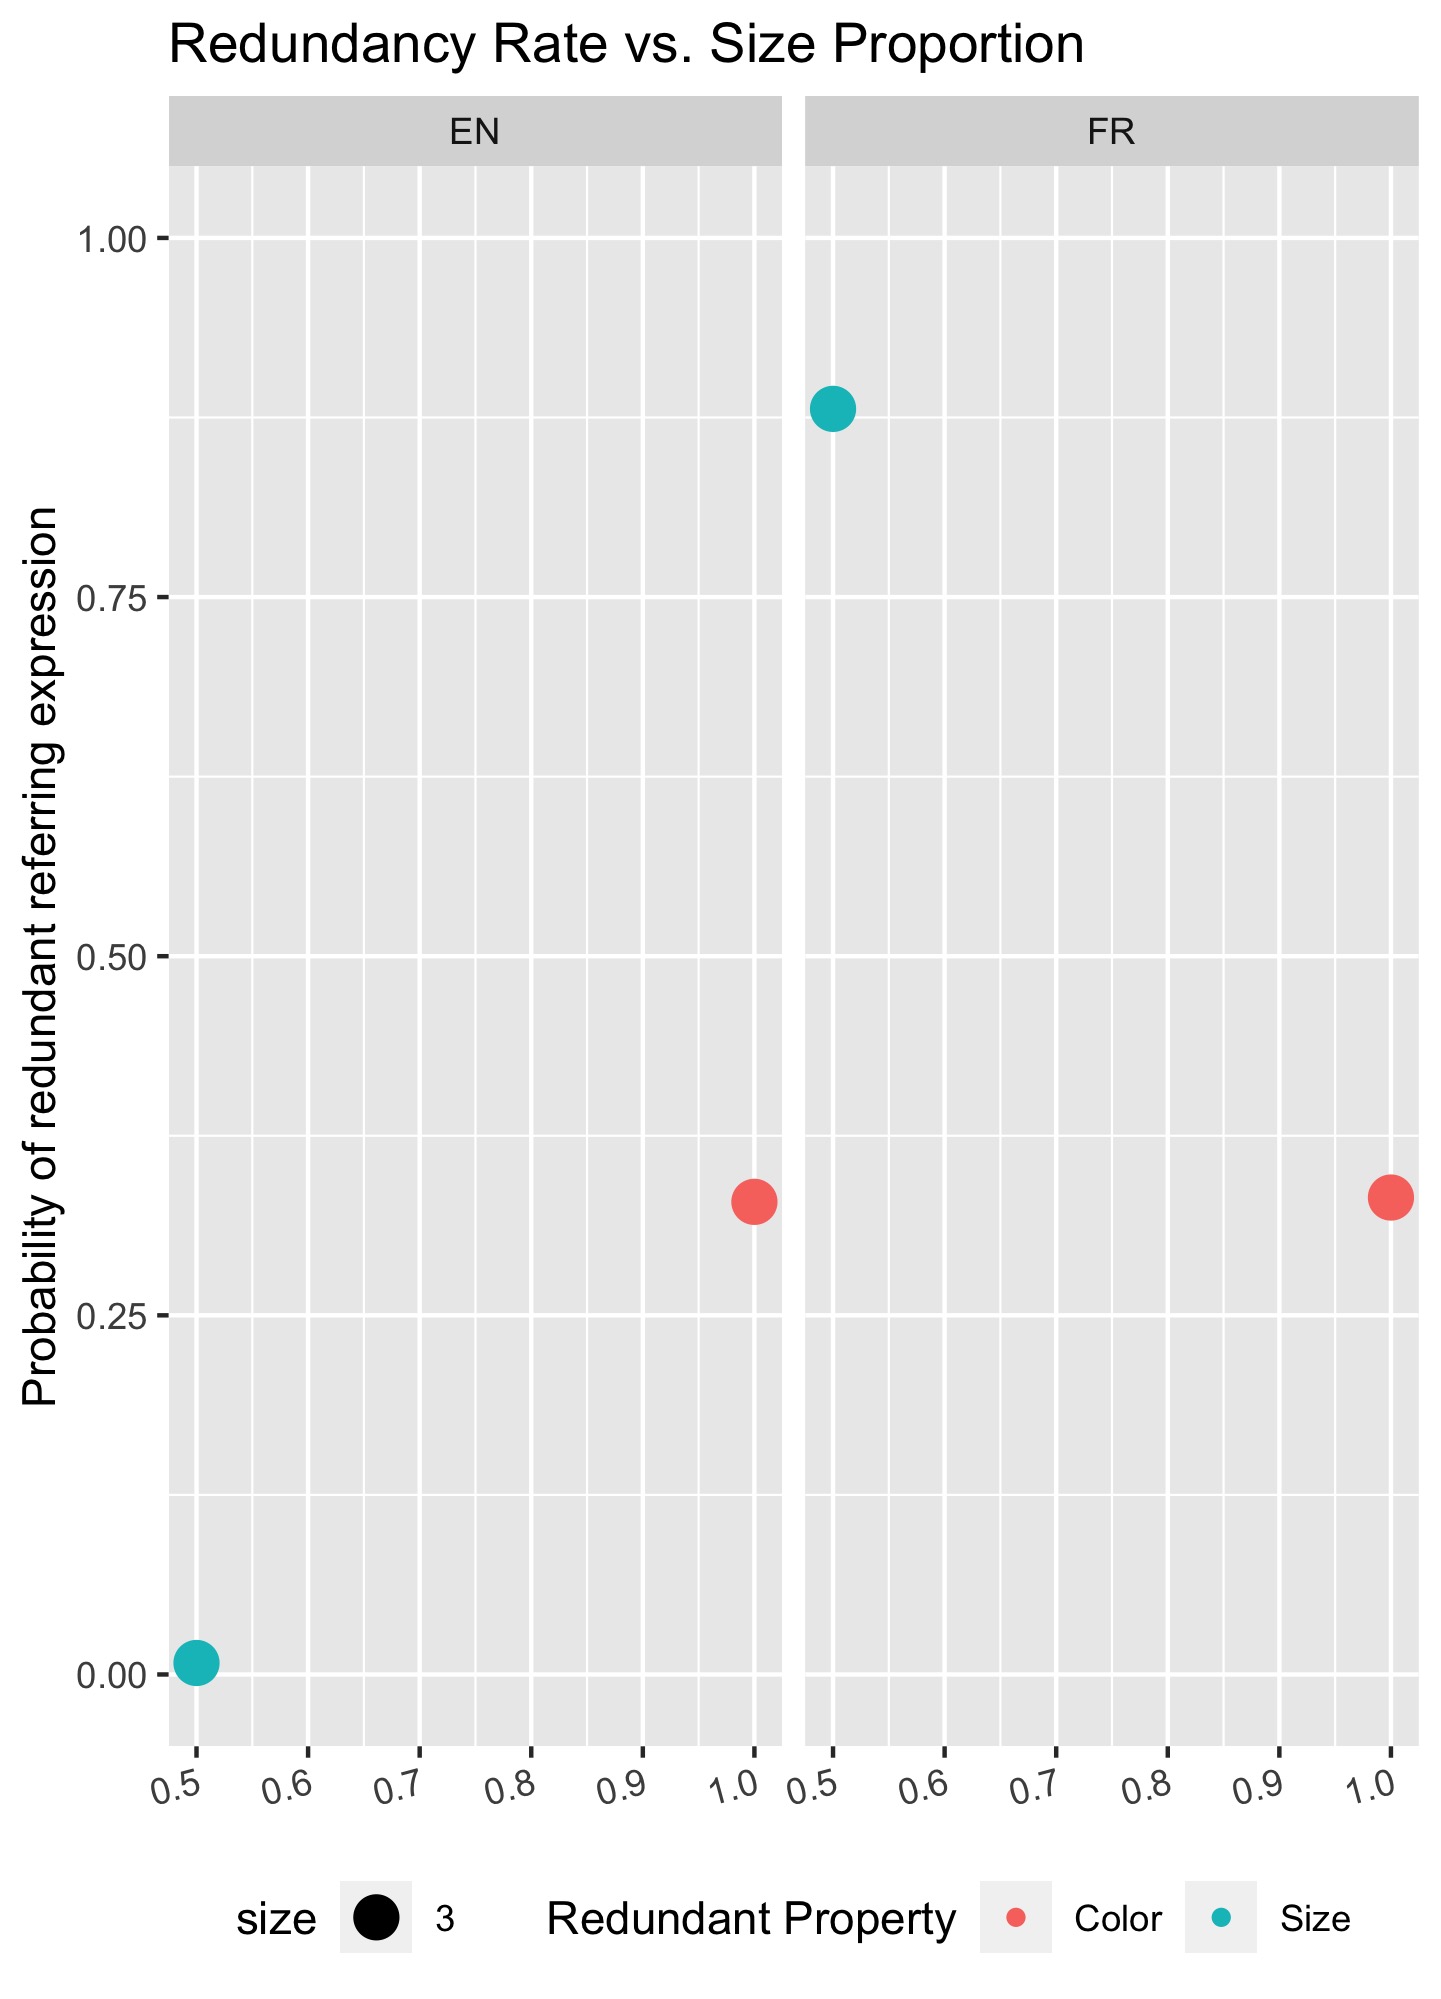 Redundancy Rate vs. Size Proportion
EN FR
Probability of redundant referring expression
1.00
0.75
0.50
0.25
0.00
0.5 0.6 0.7 0.8 0.9 1.0 0.5 0.6 0.7 0.8 0.9 1.0
size 3 Redundant Property Color Size